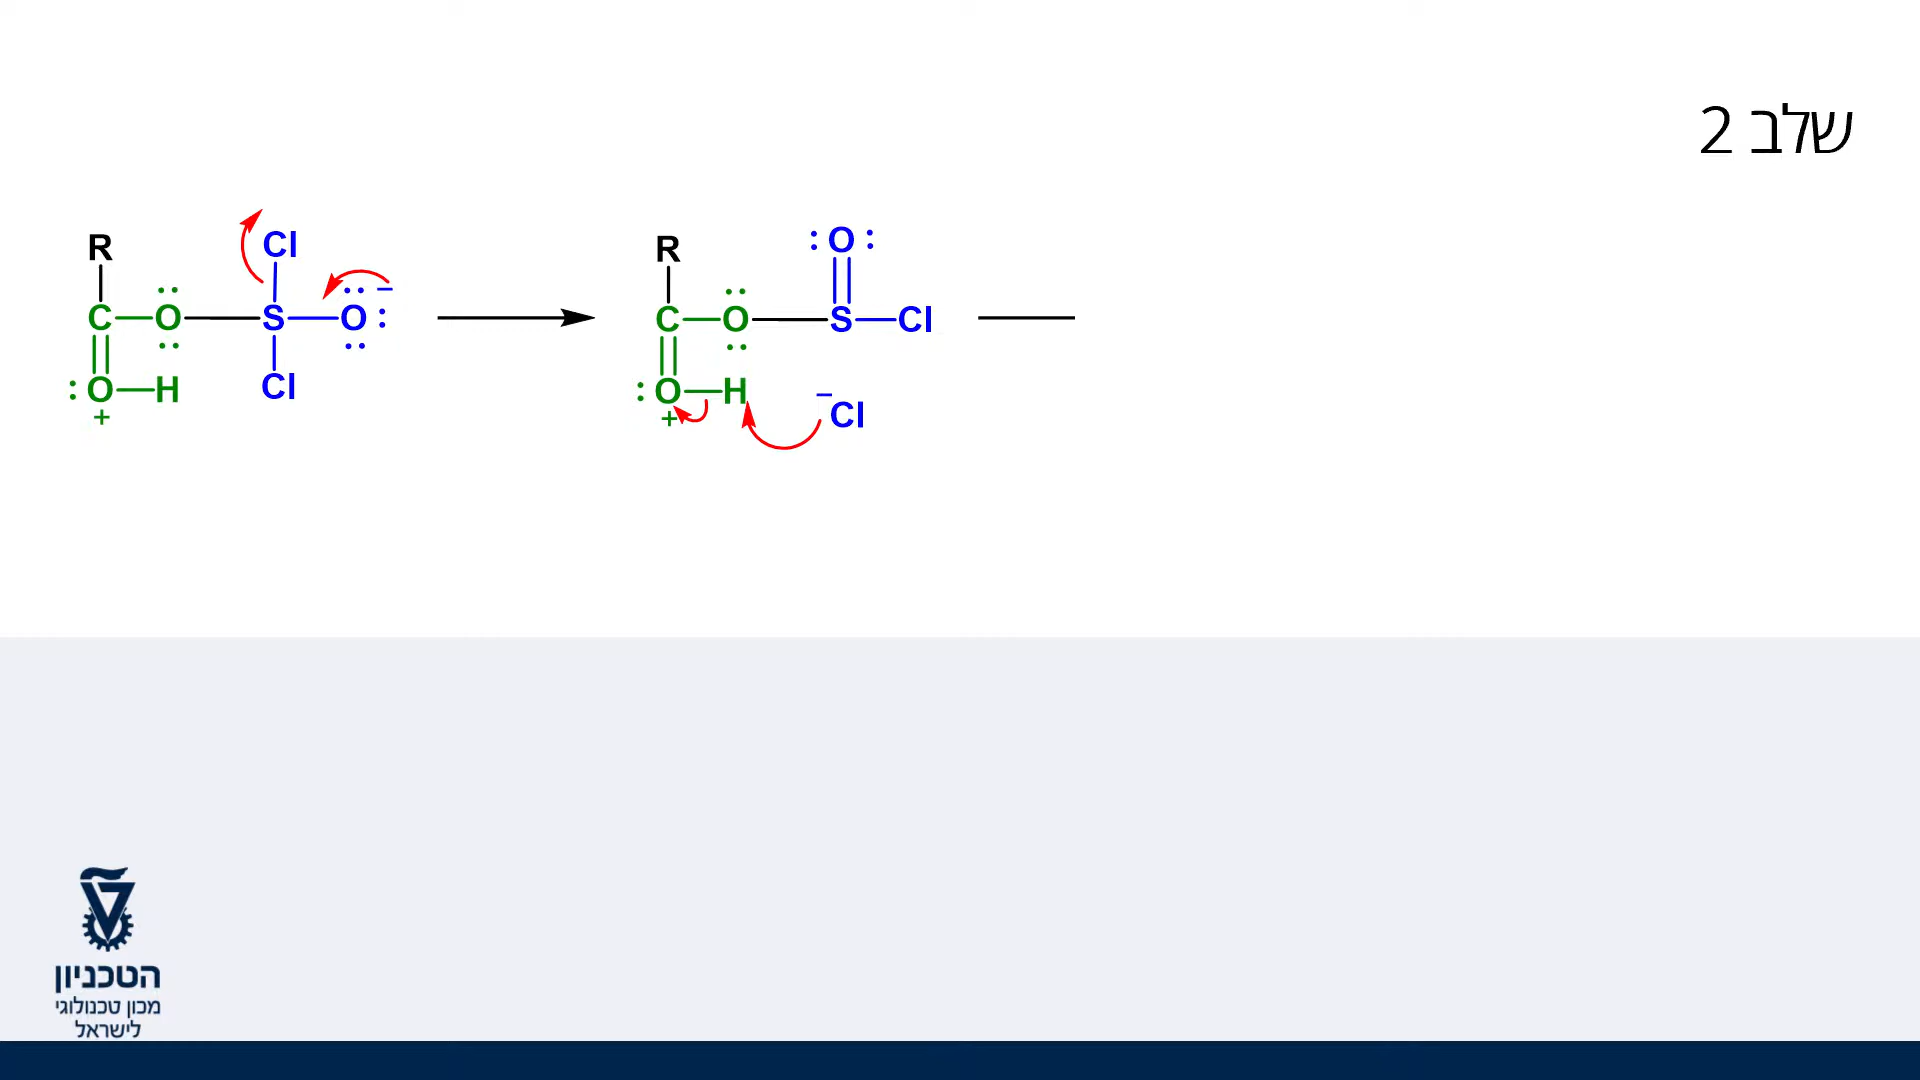 שלב 2
R Cl
C O S O
O H Cl
+
R O
C O S Cl
O H
+ Cl
הטכניון
מכון טכנולוגי
לישראל